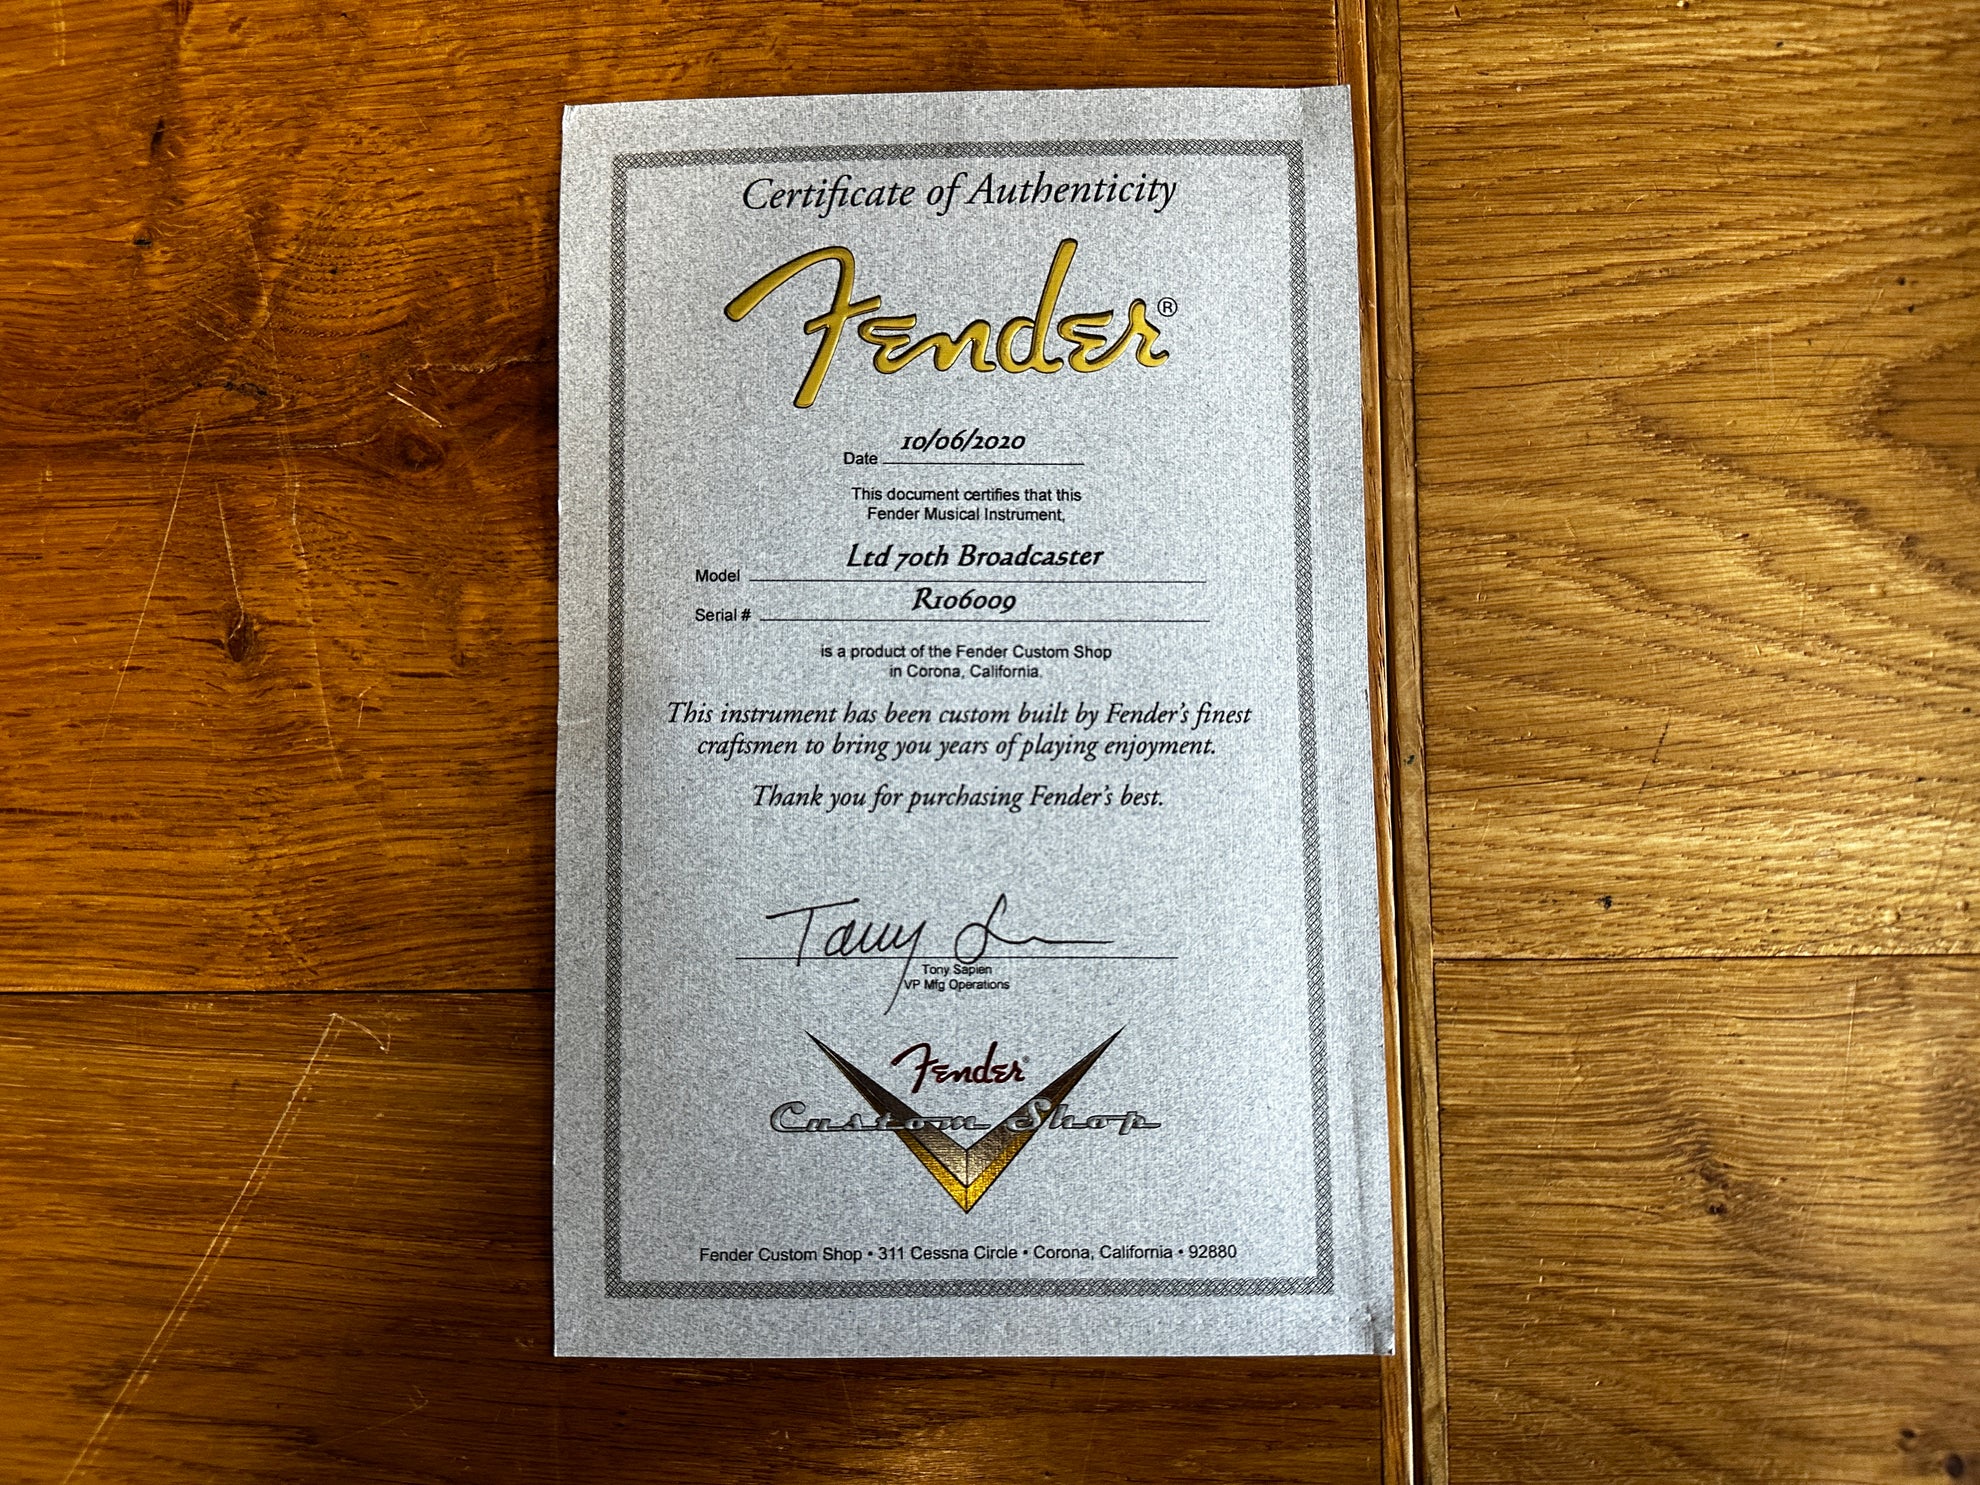 Certificate of Authenticity
Fender®
Date 10/06/2020
This document certifies that this
Fender Musical Instrument,
Model Ltd 70th Broadcaster
Serial # R106009
is a product of the Fender Custom Shop
in Corona, California.
This instrument has been custom built by Fender's finest
craftsmen to bring you years of playing enjoyment.
Thank you for purchasing Fender's best.
Tony Sapien
VP Mfg Operations
Fender®
Custom Shop
Fender Custom Shop • 311 Cessna Circle • Corona, California • 92880